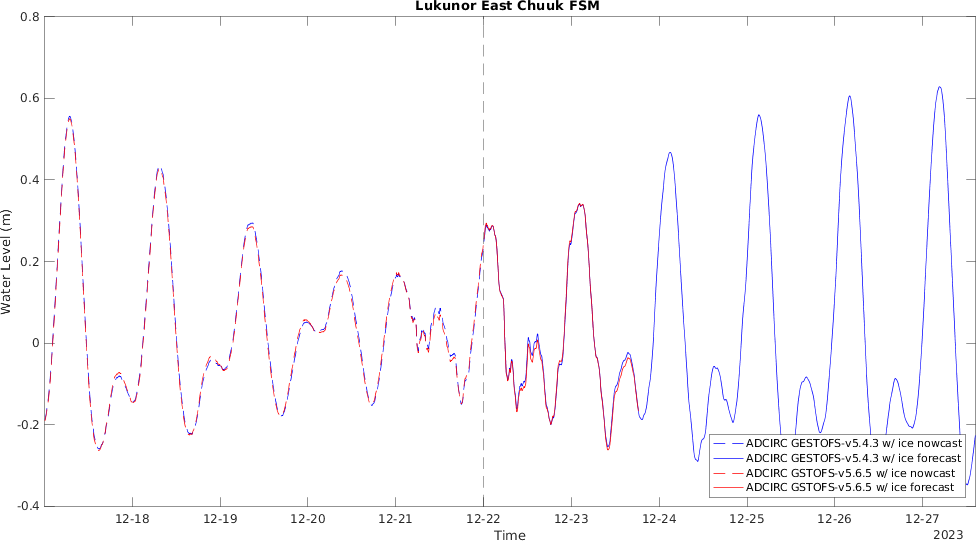 Lukunor East Chuuk FSM
0.8
0.6
0.4
0.2
0
-0.2
-0.4
Water Level (m)
12-18 12-19 12-20 12-21 12-22 12-23 12-24 12-25 12-26 12-27
Time
2023
ADCIRC GESTOFS-v5.4.3 w/ ice nowcast
ADCIRC GESTOFS-v5.4.3 w/ ice forecast
ADCIRC GSTOFS-v5.6.5 w/ ice nowcast
ADCIRC GSTOFS-v5.6.5 w/ ice forecast